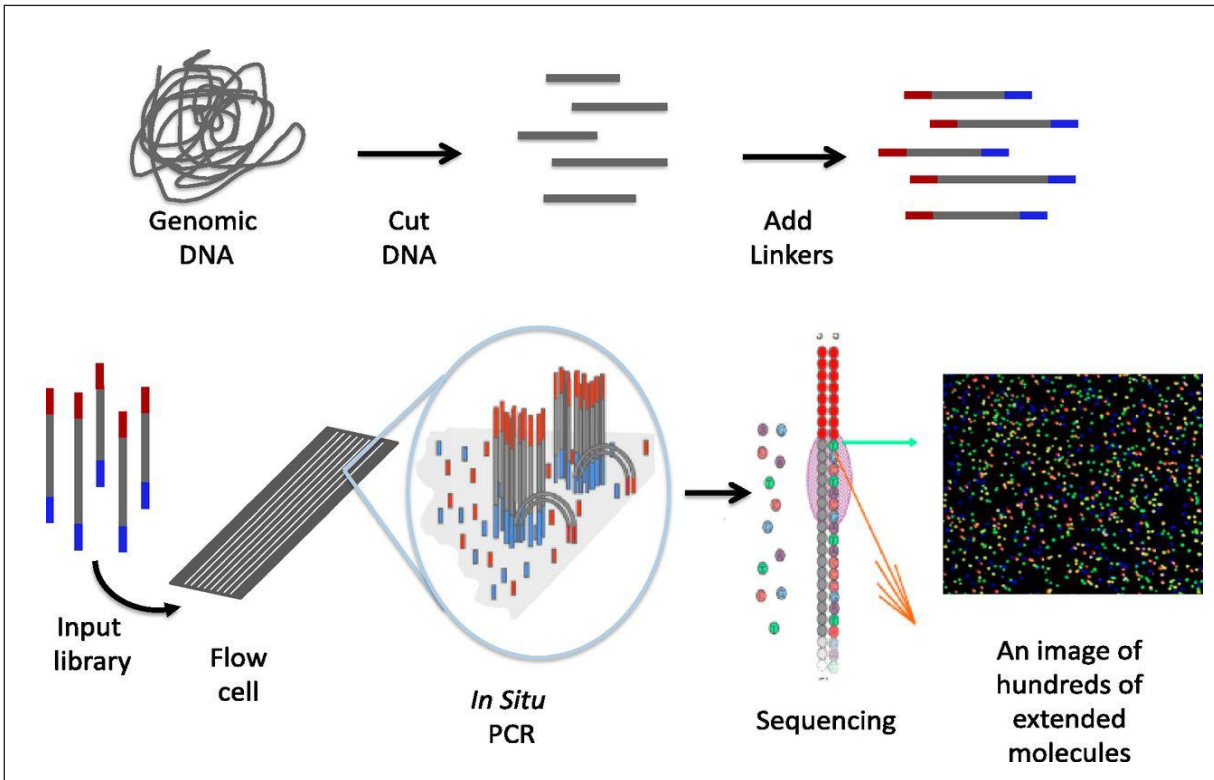 Genomic
DNA
Cut
DNA
Add
Linkers
Input
library
Flow
cell
In Situ
PCR
Sequencing
An image of
hundreds of
extended
molecules